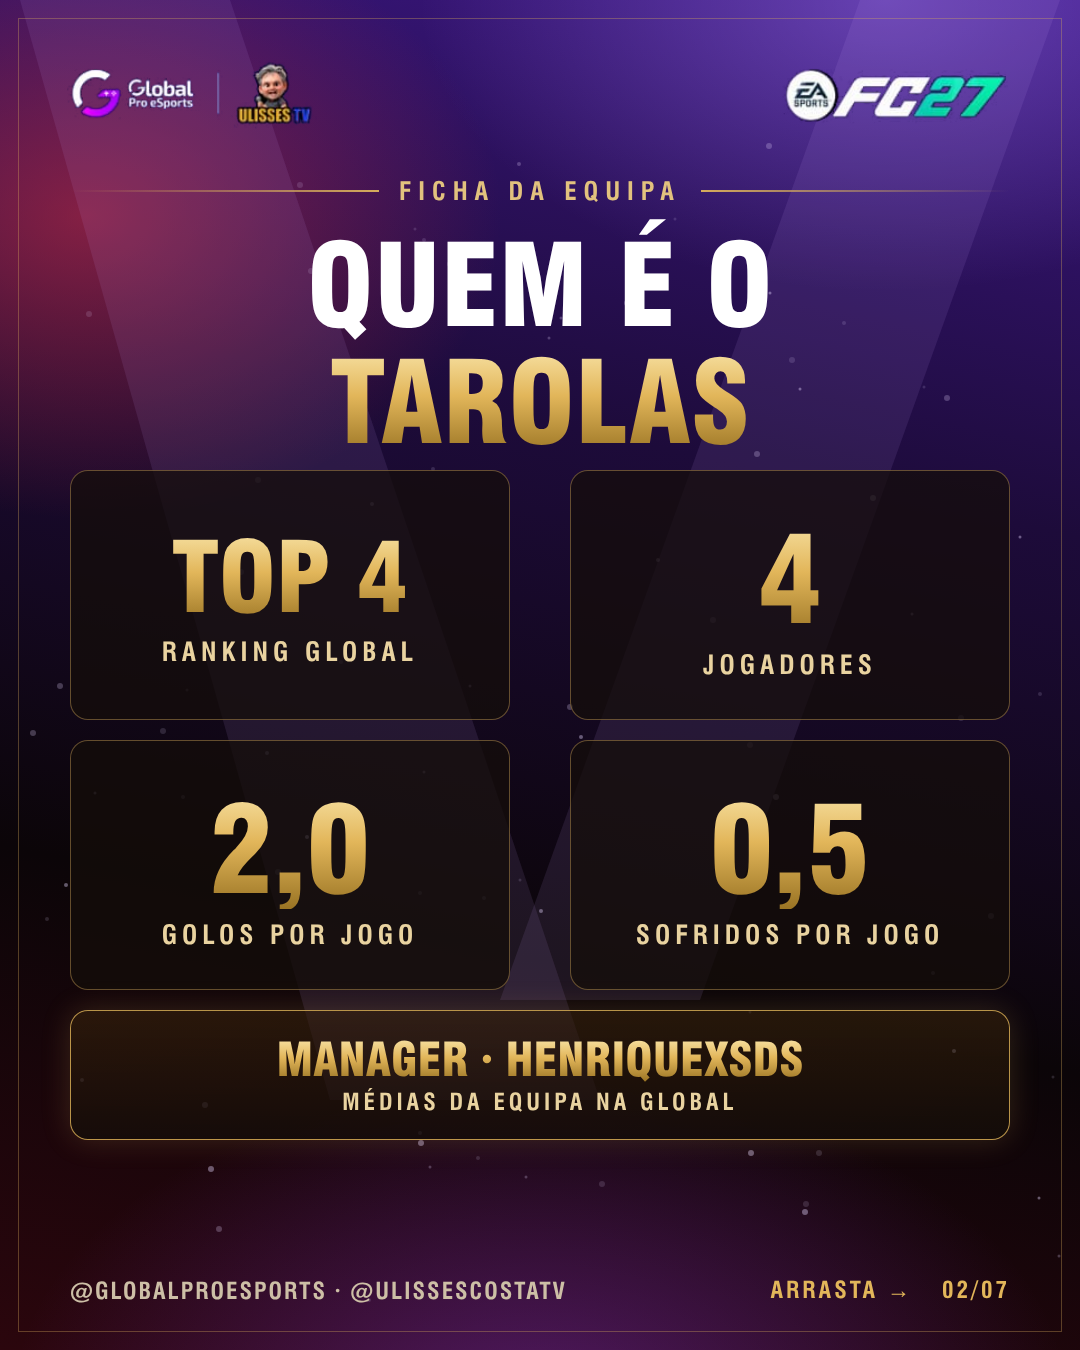 Global
Pro eSports
ULISSES TV
EA
SPORTS
FC27
FICHA DA EQUIPA
QUEM É O
TAROLAS
TOP 4
RANKING GLOBAL
4
JOGADORES
2,0
GOLOS POR JOGO
0,5
SOFRIDOS POR JOGO
MANAGER · HENRIQUEXSDS
MÉDIAS DA EQUIPA NA GLOBAL
@GLOBALPROESPORTS · @ULISSESCOSTATV
ARRASTA → 02/07